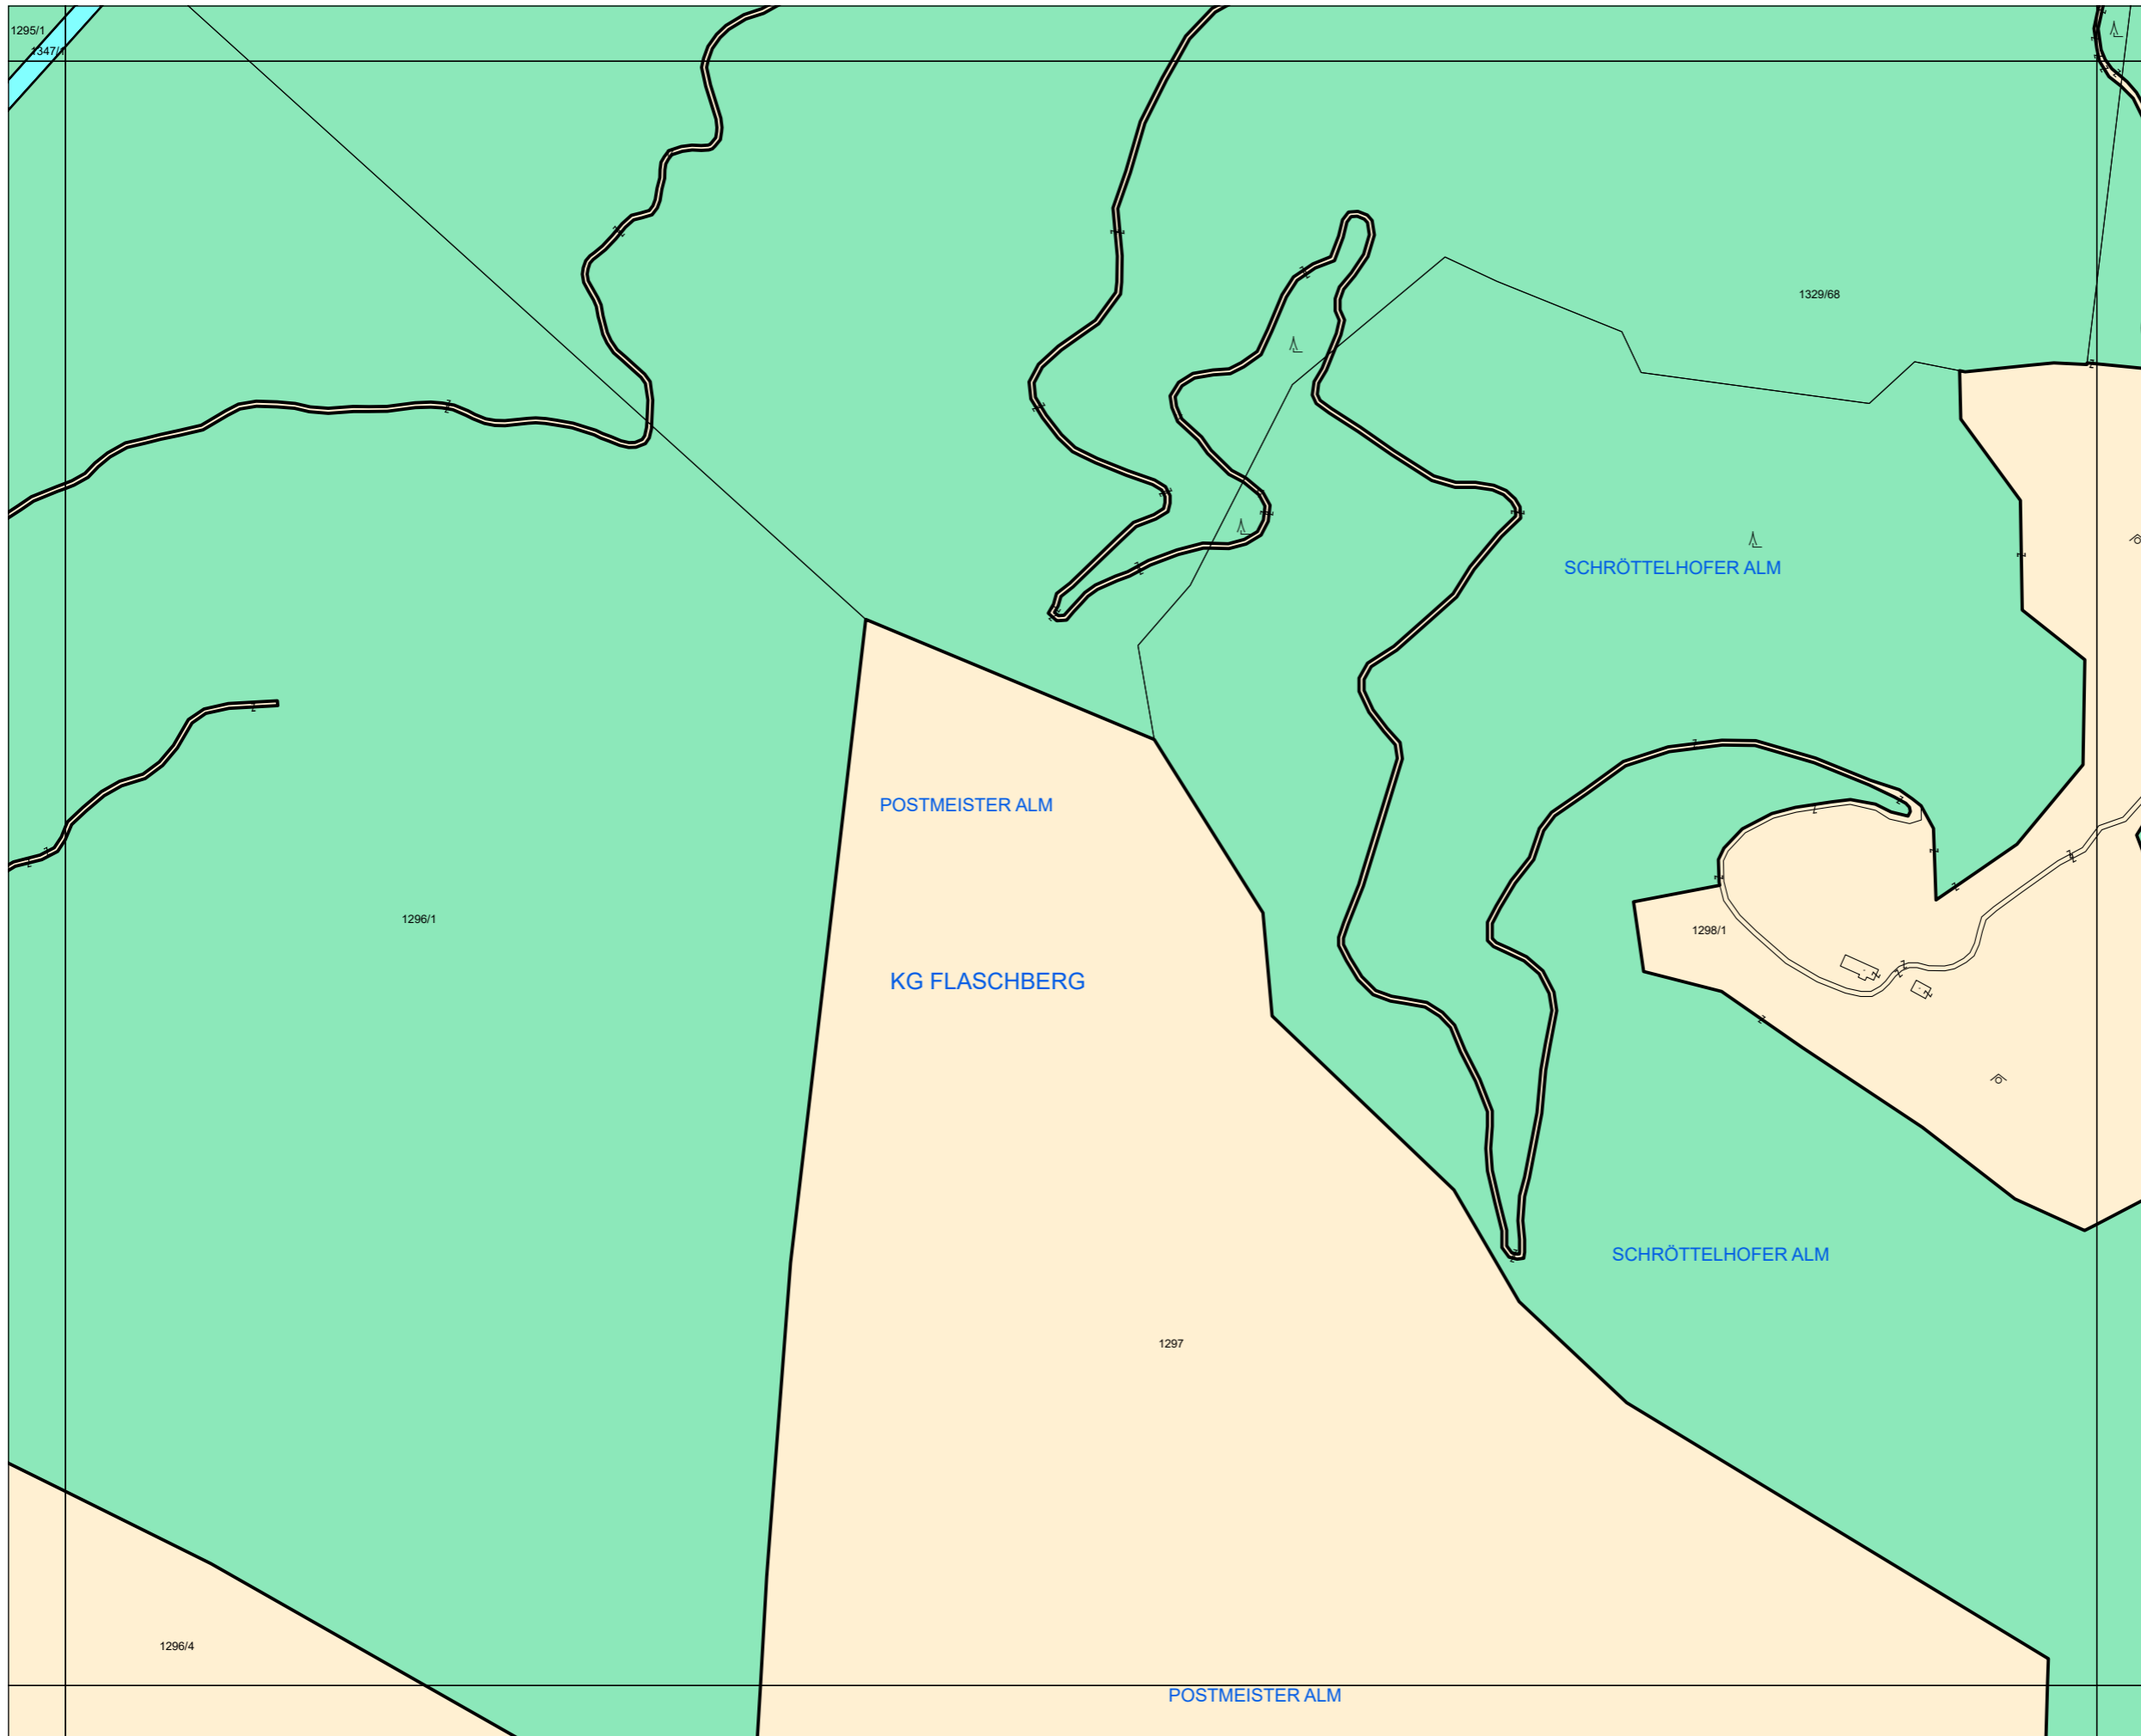 1295/1
1347/1
1329/68
SCHRÖTTELHOFER ALM
POSTMEISTER ALM
1296/1
1298/1
KG FLASCHBERG
SCHRÖTTELHOFER ALM
1297
1296/4
POSTMEISTER ALM